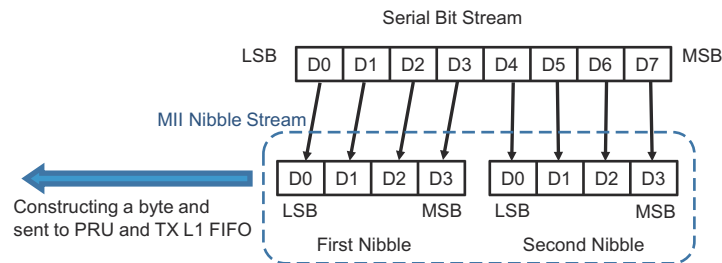 Serial Bit Stream
LSB D0 D1 D2 D3 D4 D5 D6 D7 MSB
MII Nibble Stream
D0 D1 D2 D3 D0 D1 D2 D3
LSB MSB LSB MSB
Constructing a byte and
sent to PRU and TX L1 FIFO
First Nibble Second Nibble